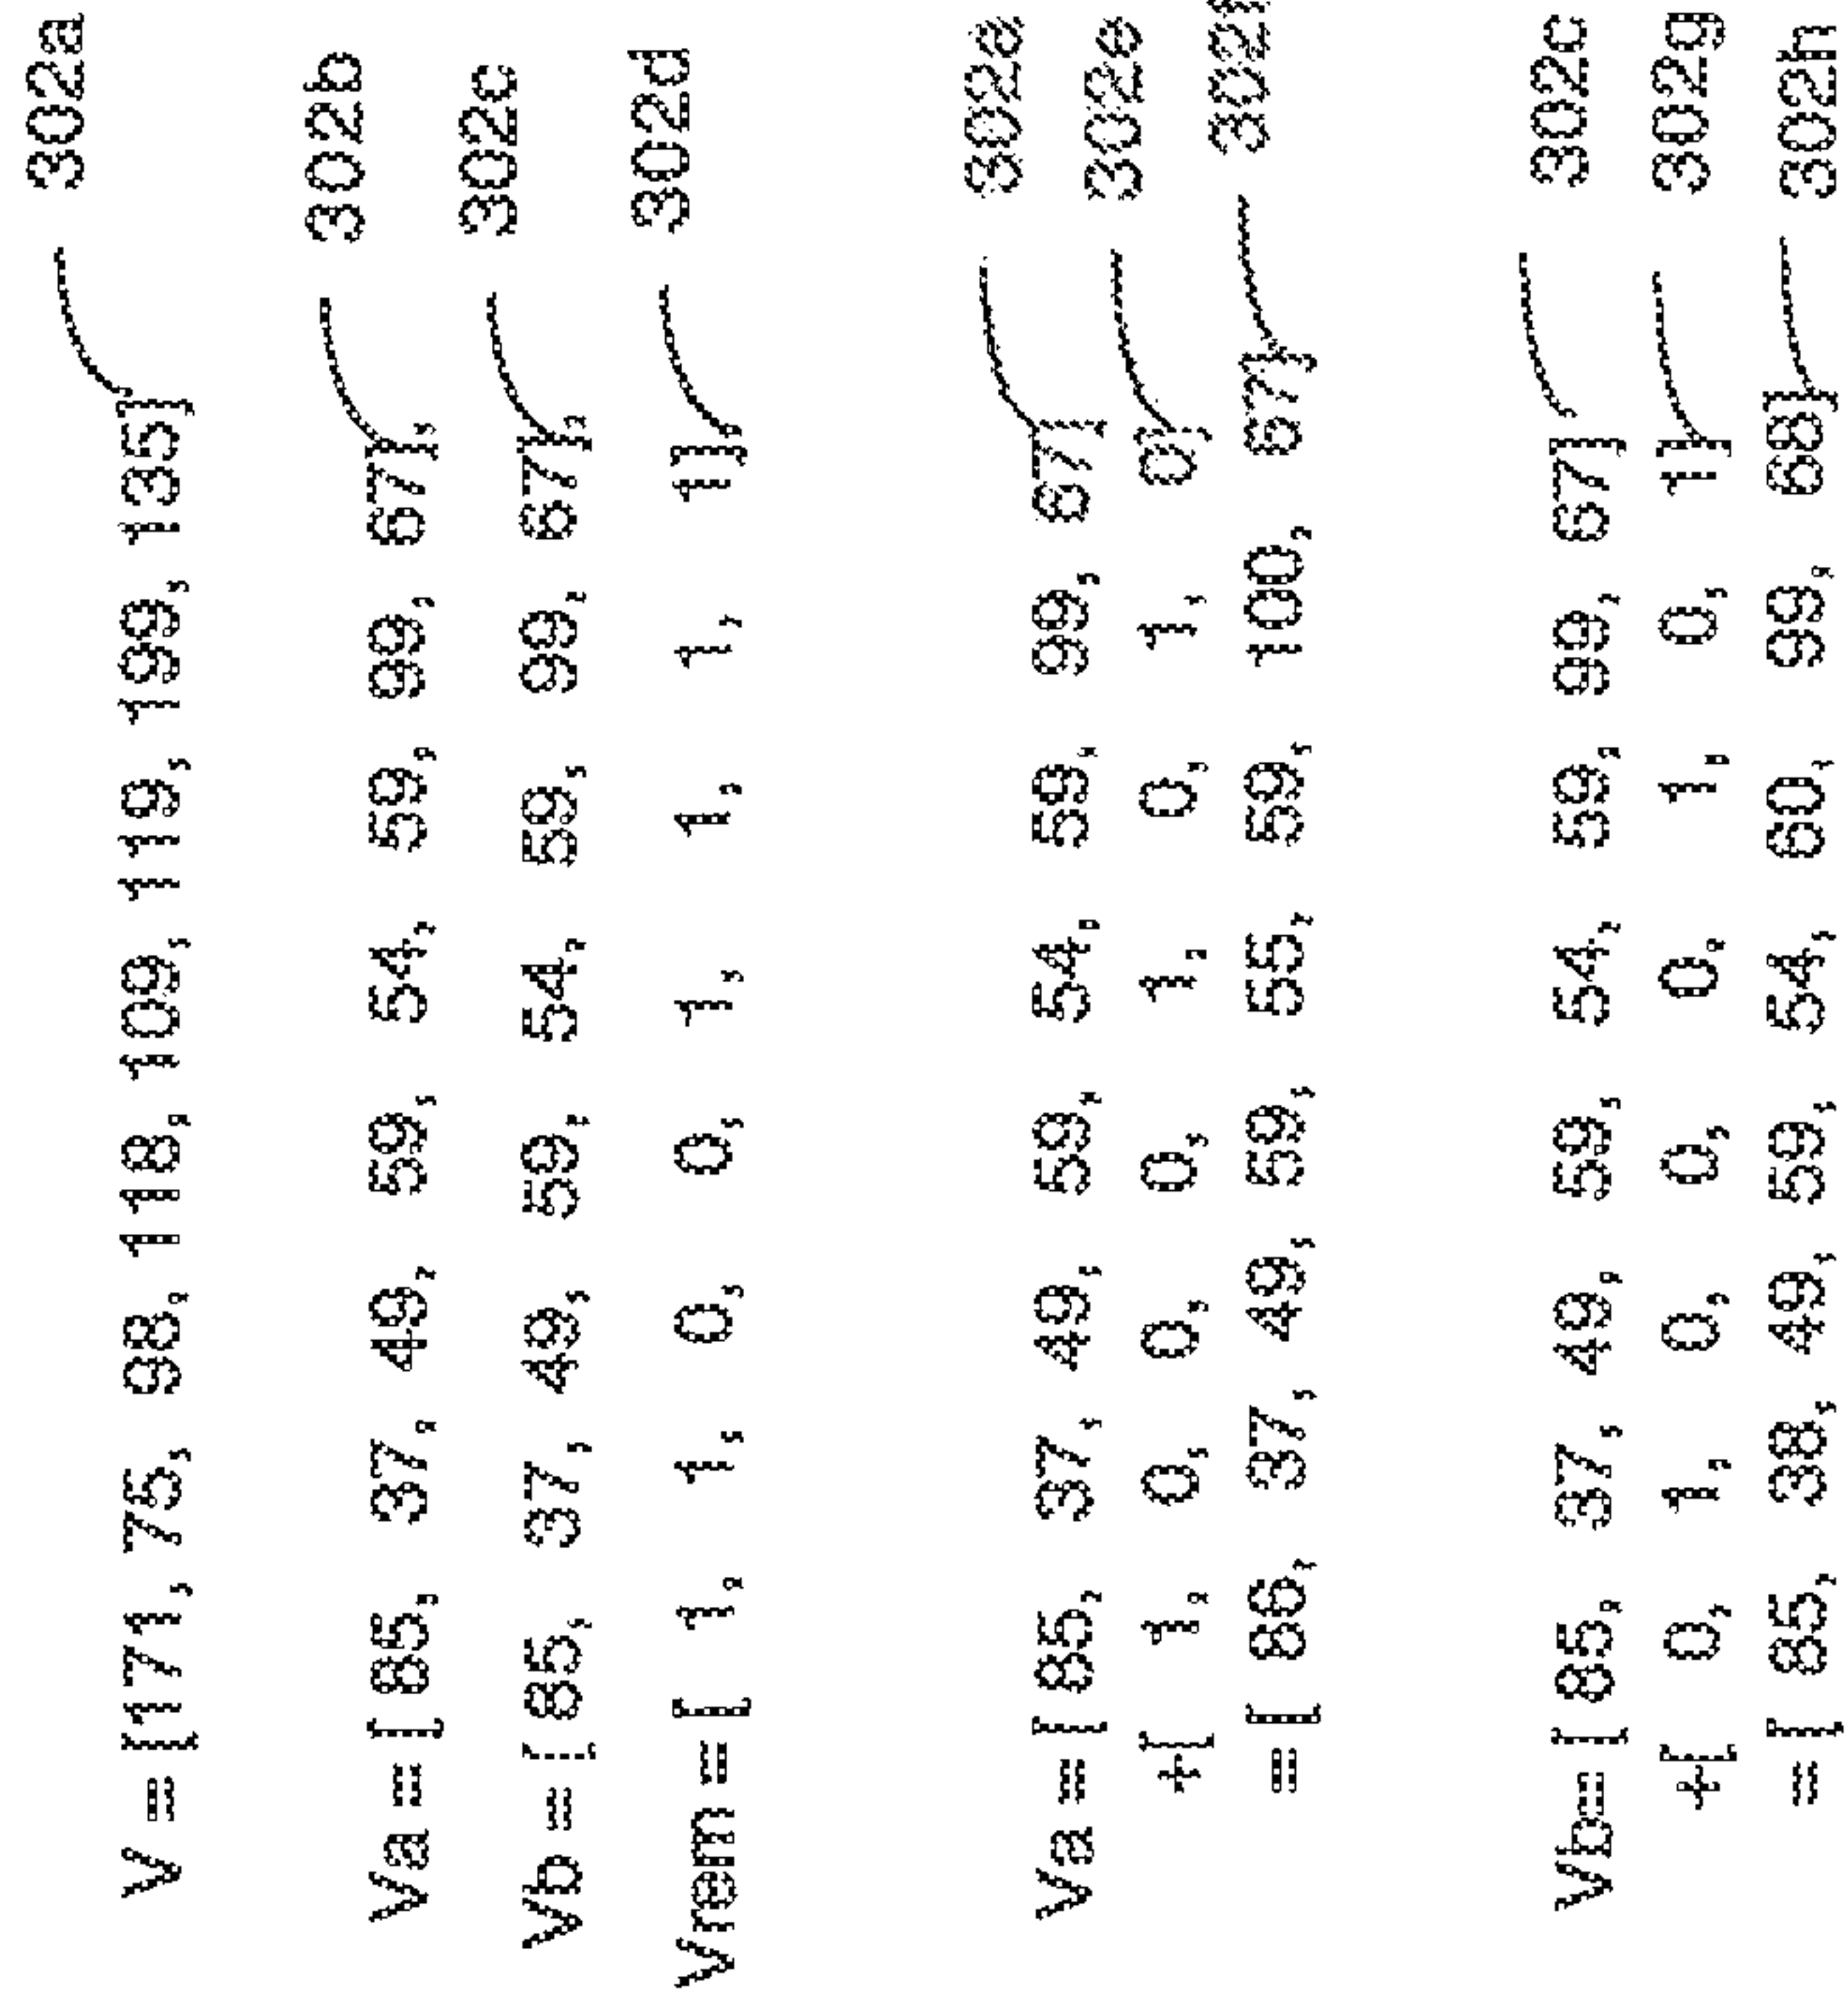 V = [171, 75, 98, 118, 109, 119, 199, 135] 302a
Va = [ 85, 37, 49, 59, 54, 59, 99, 67], 302b
Vb = [ 85, 37, 49, 59, 54, 59, 99, 67], 302c
Vrem = [ 1, 1, 0, 0, 1, 1, 1, 1] 302d
Va = [ 85, 37, 49, 59, 54, 59, 99, 67] 302a
+[ 1, 0, 0, 0, 1, 0, 1, 0] 302e
= [ 86, 37, 49, 59, 55, 59, 100, 67] 302f
Vb= [ 85, 37, 49, 59, 54, 59, 99, 67] 302c
+[ 0, 1, 0, 0, 0, 1, 0, 1] 302g
= [ 85, 38, 49, 59, 54, 60, 99, 68] 302h